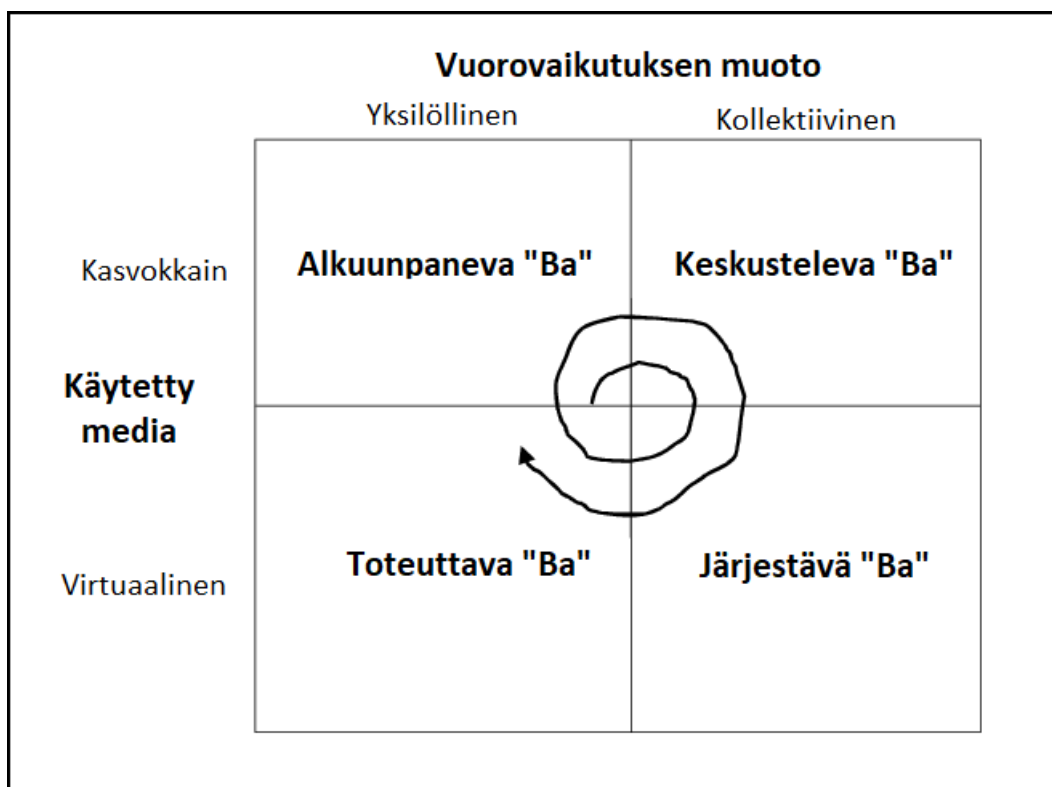 Vuorovaikutuksen muoto
Yksilöllinen
Kollektiivinen
Kasvokkain
Alkuunpaneva "Ba"
Keskusteleva "Ba"
Käytetty
media
Virtuaalinen
Toteuttava "Ba"
Järjestävä "Ba"